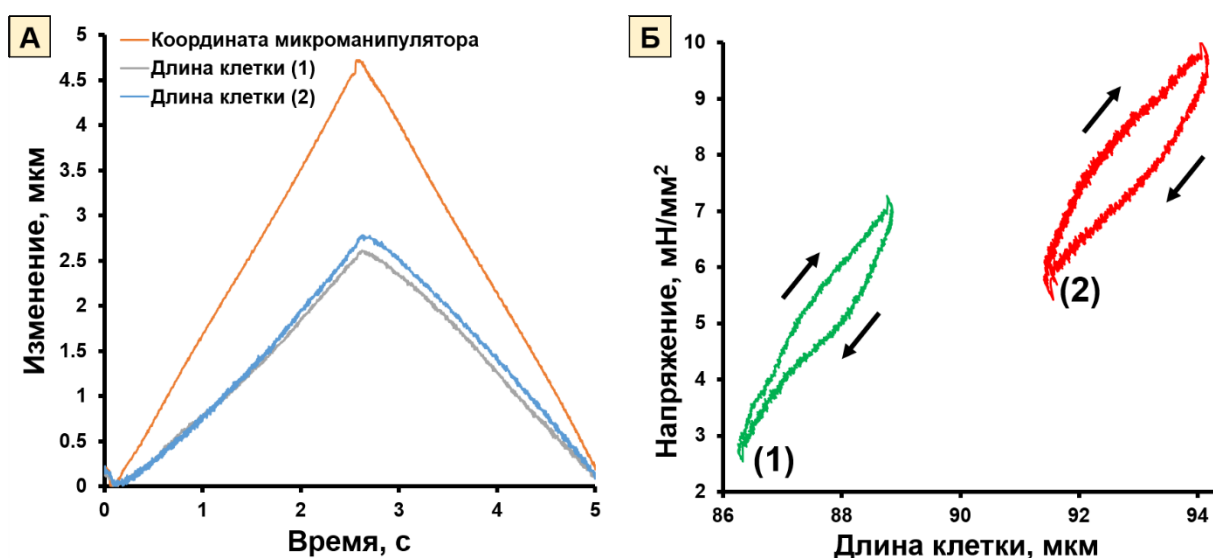 А
Изменение, мкм
5
4.5
4
3.5
3
2.5
2
1.5
1
0.5
0
Координата микроманипулятора
Длина клетки (1)
Длина клетки (2)
0 1 2 3 4 5
Время, с
Б
Напряжение, мН/мм²
10
9
8
7
6
5
4
3
2
(1)
(2)
86 88 90 92 94
Длина клетки, мкм